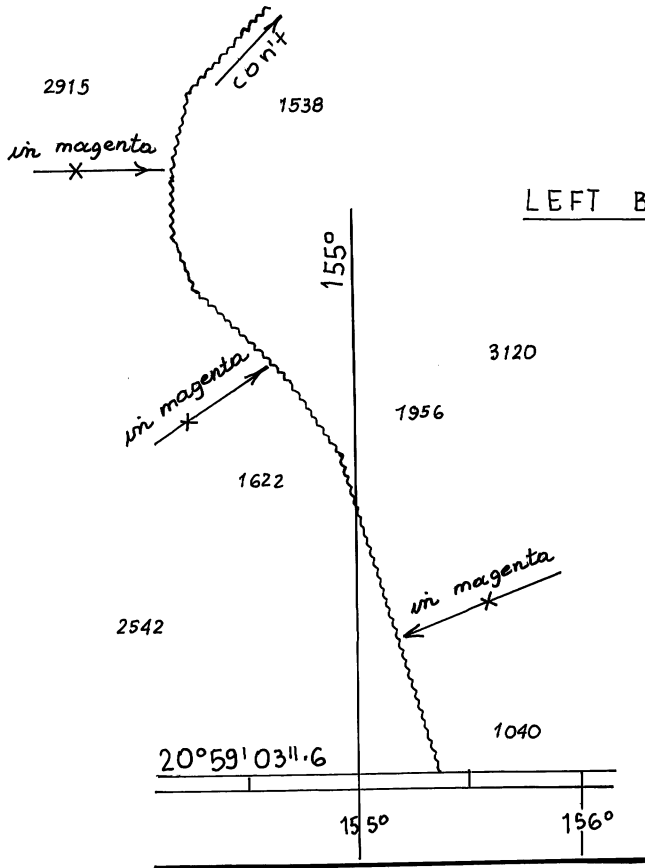 con't
2915
1538
in magenta
LEFT B
155°
3120
in magenta
1956
1622
in magenta
2542
1040
20°59'03".6
155°
156°